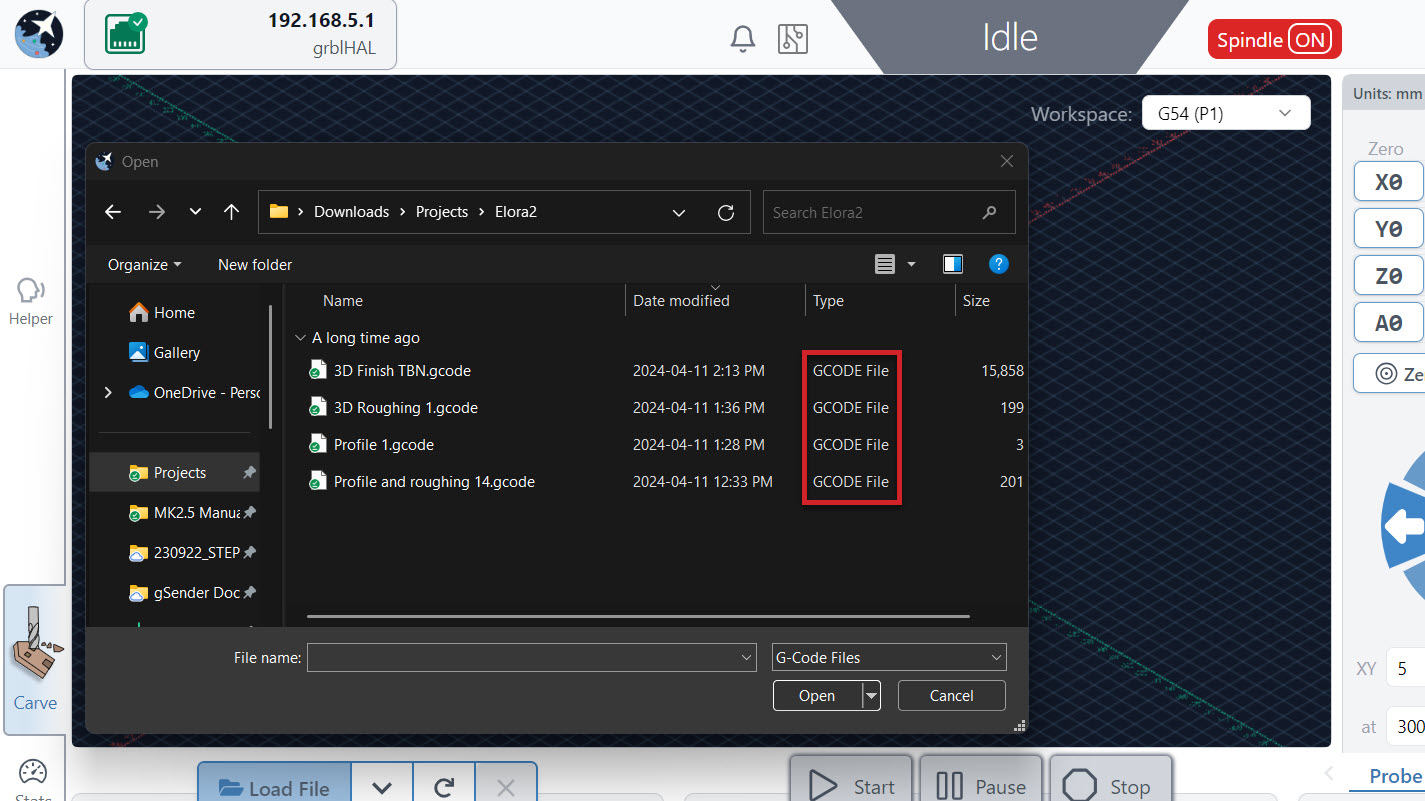 192.168.5.1
grblHAL
Idle
Spindle ON
Units: mm
Workspace: G54 (P1)
Zero
X0
Y0
Z0
A0
Open
Downloads > Projects > Elora2
Search Elora2
Organize
New folder
?
Name Date modified Type Size
A long time ago
3D Finish TBN.gcode 2024-04-11 2:13 PM GCODE File 15,858
3D Roughing 1.gcode 2024-04-11 1:36 PM GCODE File 199
Profile 1.gcode 2024-04-11 1:28 PM GCODE File 3
Profile and roughing 14.gcode 2024-04-11 12:33 PM GCODE File 201
Home
Gallery
OneDrive - Perso
Projects
MK2.5 Manua
230922_STEP
gSender Doc
File name:
G-Code Files
Open
Cancel
Helper
Carve
Stats
XY 5
at 300
Load File
Start
Pause
Stop
Probe